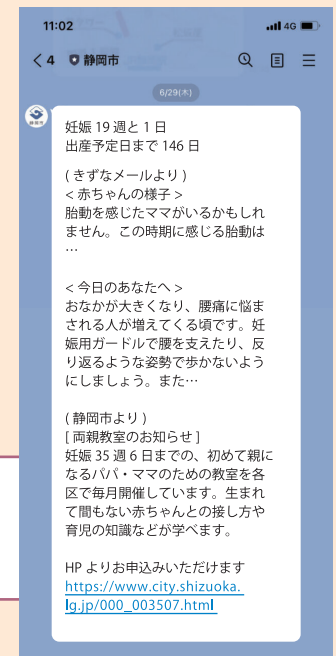 11:02
4G
4 静岡市
6/29(木)
妊娠 19 週と 1 日
出産予定日まで 146 日
( きずなメールより )
< 赤ちゃんの様子 >
胎動を感じたママがいるかもしれ
ません。この時期に感じる胎動は
…
< 今日のあなたへ >
おなかが大きくなり、腰痛に悩ま
される人が増えてくる頃です。妊
娠用ガードルで腰を支えたり、反
り返るような姿勢で歩かないよう
にしましょう。また…
( 静岡市より )
[ 両親教室のお知らせ ]
妊娠 35 週 6 日までの、初めて親に
なるパパ・ママのための教室を各
区で毎月開催しています。生まれ
て間もない赤ちゃんとの接し方や
育児の知識などが学べます。
HP よりお申込みいただけます
https://www.city.shizuoka.
lg.jp/000_003507.html